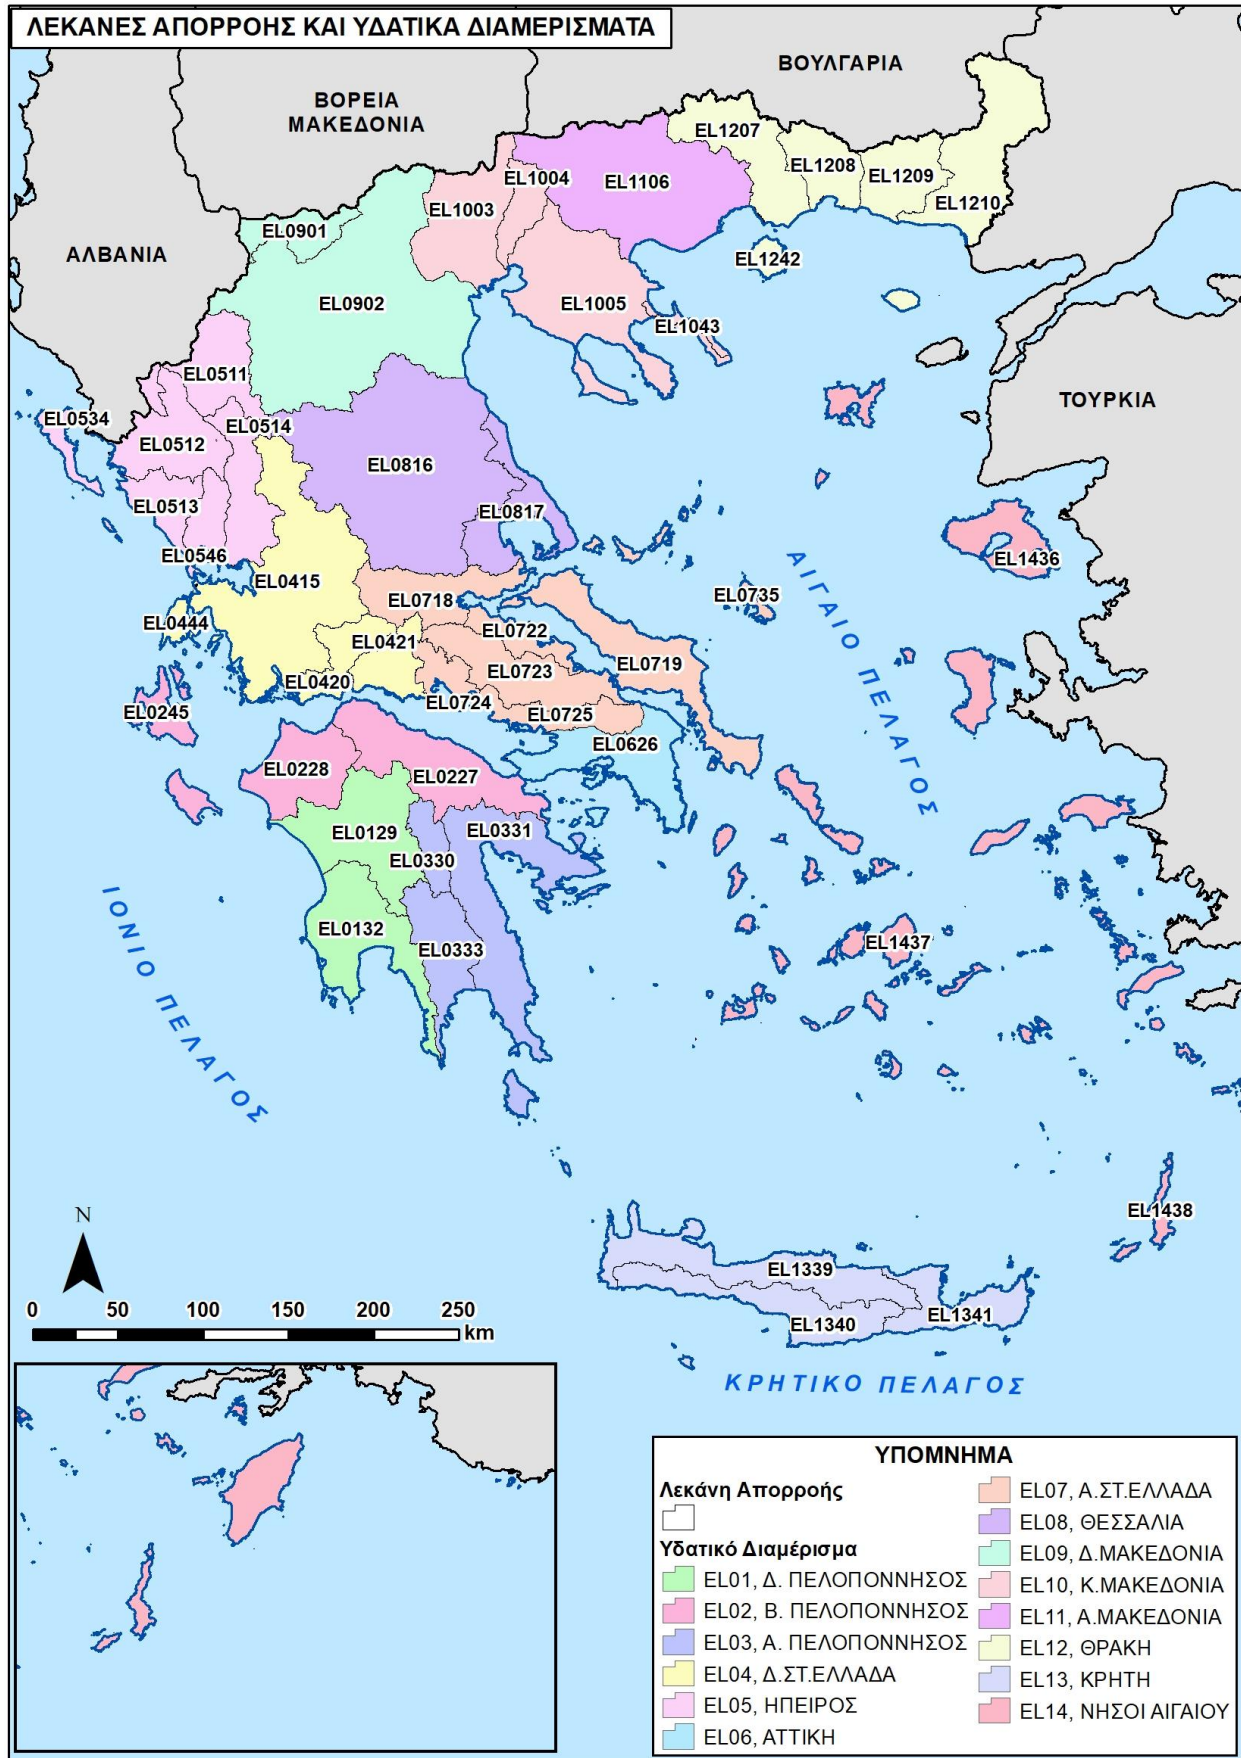 ΛΕΚΑΝΕΣ ΑΠΟΡΡΟΗΣ ΚΑΙ ΥΔΑΤΙΚΑ ΔΙΑΜΕΡΙΣΜΑΤΑ
ΒΟΥΛΓΑΡΙΑ
ΒΟΡΕΙΑ
ΜΑΚΕΔΟΝΙΑ
ΑΛΒΑΝΙΑ
ΤΟΥΡΚΙΑ
EL1207
EL1208
EL1209
EL1210
EL1004
EL1106
EL1003
EL0901
EL1242
EL0902
EL1005
EL1043
EL0511
EL0534
EL0514
EL0512
EL0816
EL0513
EL0817
EL0546
EL0415
EL1436
EL0718
EL0735
EL0444
EL0722
EL0421
EL0719
EL0723
EL0420
EL0724
EL0245
EL0725
EL0626
EL0228
EL0227
EL0129
EL0331
EL0330
EL0132
EL0333
EL1437
EL1438
EL1339
EL1340
EL1341
ΑΙΓΑΙΟ ΠΕΛΑΓΟΣ
ΙΟΝΙΟ ΠΕΛΑΓΟΣ
ΚΡΗΤΙΚΟ ΠΕΛΑΓΟΣ
N
0 50 100 150 200 250
km
ΥΠΟΜΝΗΜΑ
Λεκάνη Απορροής
Υδατικό Διαμέρισμα
EL01, Δ. ΠΕΛΟΠΟΝΝΗΣΟΣ
EL02, Β. ΠΕΛΟΠΟΝΝΗΣΟΣ
EL03, Α. ΠΕΛΟΠΟΝΝΗΣΟΣ
EL04, Δ.ΣΤ.ΕΛΛΑΔΑ
EL05, ΗΠΕΙΡΟΣ
EL06, ΑΤΤΙΚΗ
EL07, Α.ΣΤ.ΕΛΛΑΔΑ
EL08, ΘΕΣΣΑΛΙΑ
EL09, Δ.ΜΑΚΕΔΟΝΙΑ
EL10, Κ.ΜΑΚΕΔΟΝΙΑ
EL11, Α.ΜΑΚΕΔΟΝΙΑ
EL12, ΘΡΑΚΗ
EL13, ΚΡΗΤΗ
EL14, ΝΗΣΟΙ ΑΙΓΑΙΟΥ